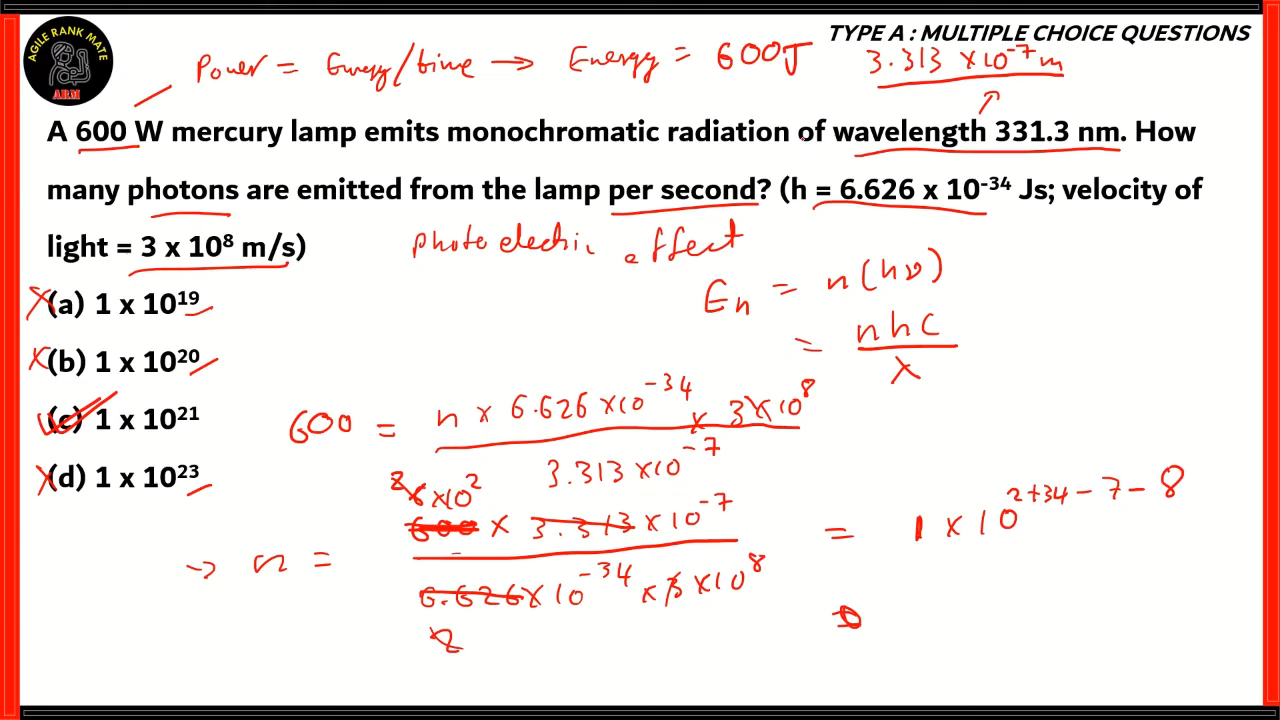 AGILE RANK MATE
ARM
TYPE A : MULTIPLE CHOICE QUESTIONS
Power = Energy/time → Energy = 600J
3.313 × 10⁻⁷ m
A 600 W mercury lamp emits monochromatic radiation of wavelength 331.3 nm. How
many photons are emitted from the lamp per second? (h = 6.626 x 10⁻³⁴ Js; velocity of
light = 3 x 10⁸ m/s)
photo electric effect
(a) 1 x 10¹⁹
(b) 1 x 10²⁰
(c) 1 x 10²¹
(d) 1 x 10²³
Eₙ = n(hν)
= nhc/λ
600 = n × 6.626 × 10⁻³⁴ × 3 × 10⁸ / 3.313 × 10⁻⁷
2 6 × 10²
→ n = 600 × 3.313 × 10⁻⁷ / 6.626 × 10⁻³⁴ × 3 × 10⁸ = 1 × 10²⁺³⁴⁻⁷⁻⁸
2